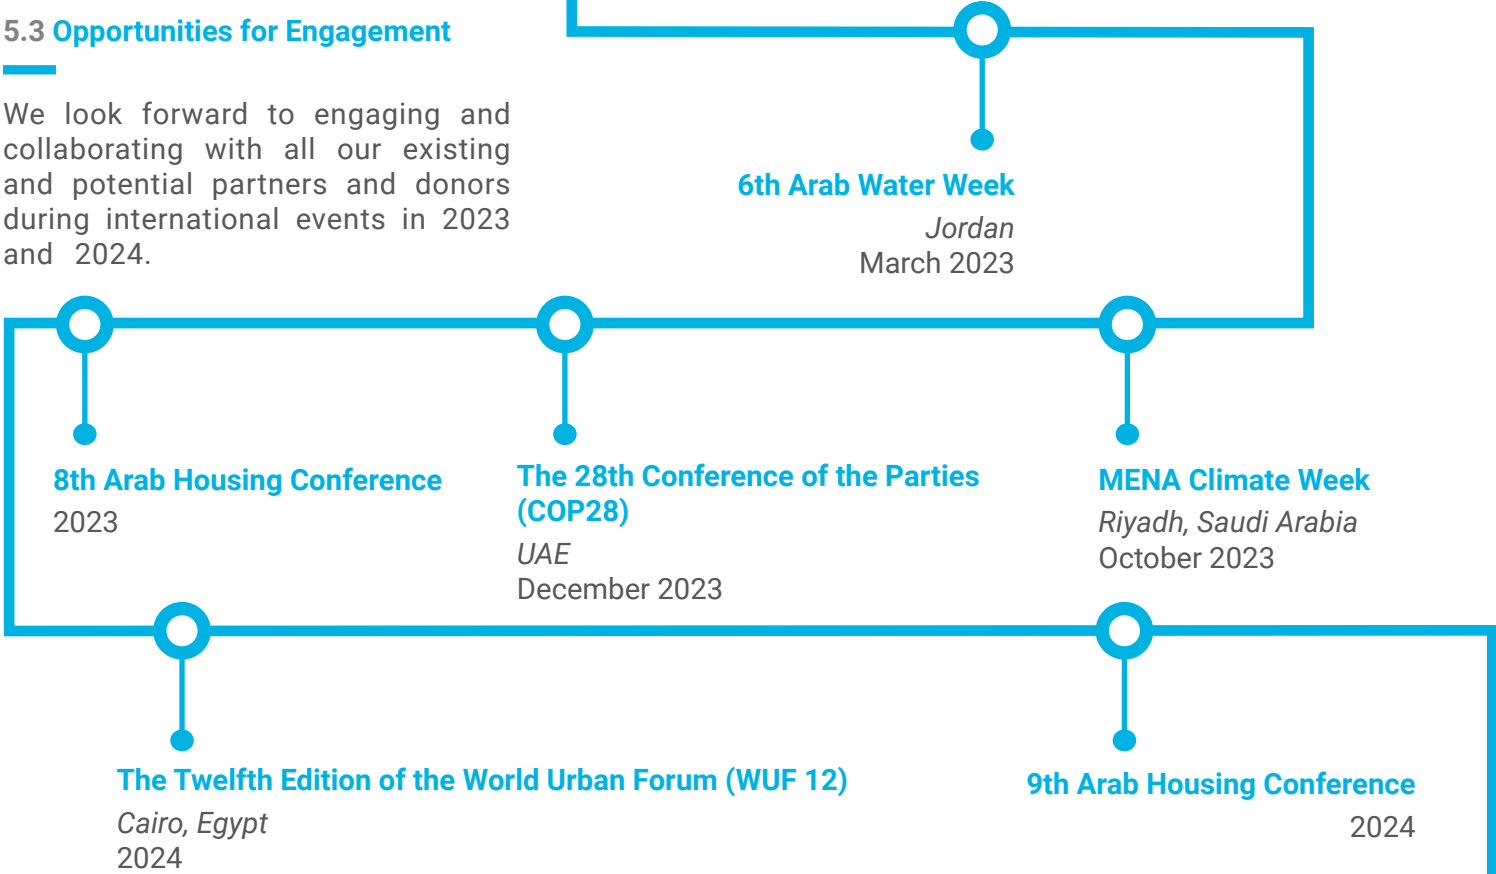 5.3 Opportunities for Engagement
We look forward to engaging and
collaborating with all our existing
and potential partners and donors
during international events in 2023
and 2024.
6th Arab Water Week
Jordan
March 2023
8th Arab Housing Conference
2023
The 28th Conference of the Parties
(COP28)
UAE
December 2023
MENA Climate Week
Riyadh, Saudi Arabia
October 2023
The Twelfth Edition of the World Urban Forum (WUF 12)
Cairo, Egypt
2024
9th Arab Housing Conference
2024